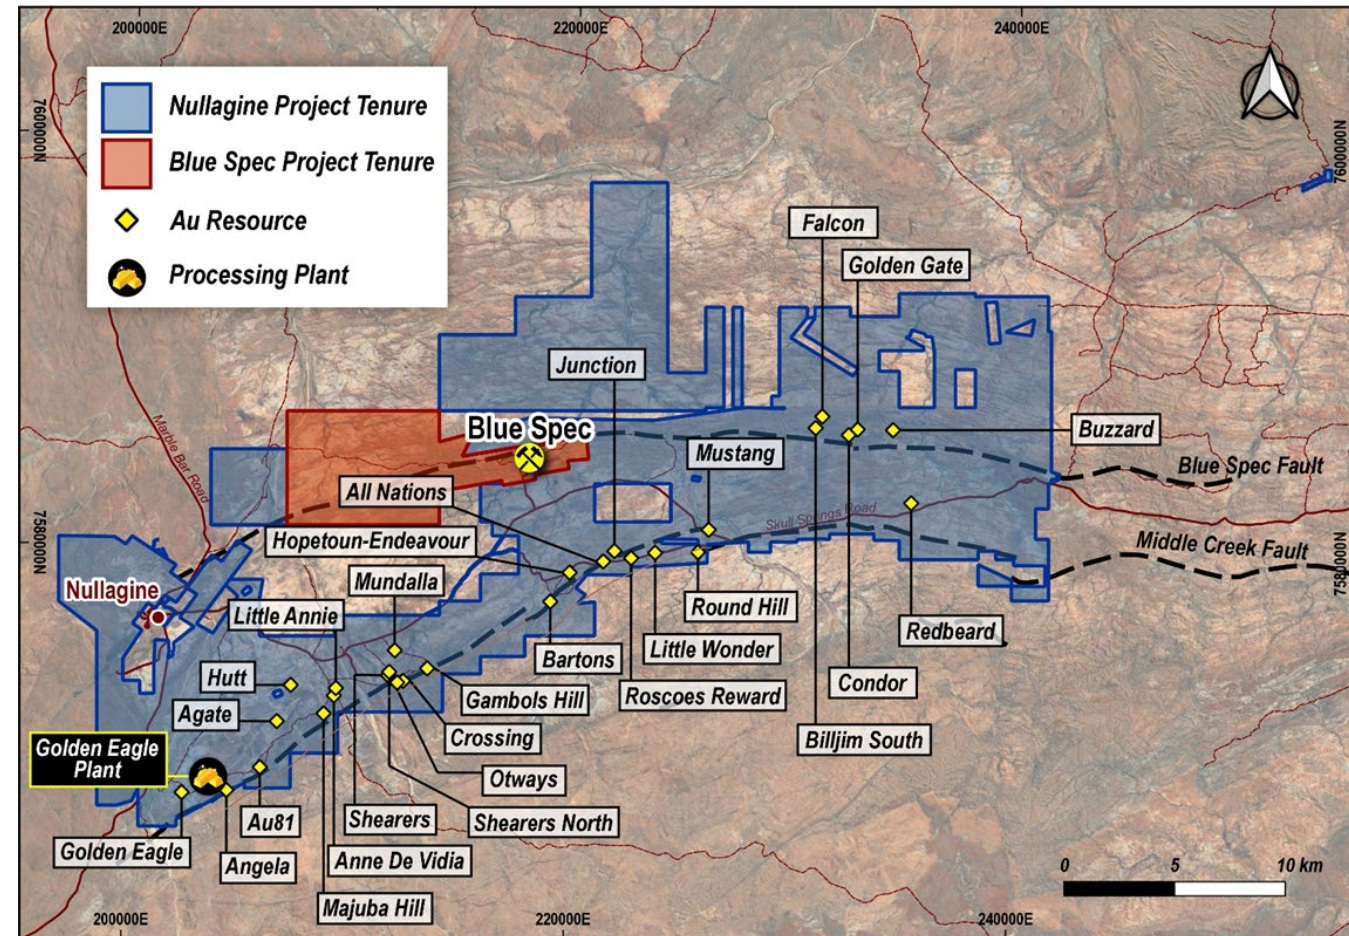 200000E
220000E
240000E
7600000N
7600000N
Nullagine Project Tenure
Blue Spec Project Tenure
Au Resource
Processing Plant
Falcon
Golden Gate
Junction
Marble Bar Road
Blue Spec
Buzzard
Mustang
Blue Spec Fault
All Nations
Skull Springs Road
7580000N
Hopetoun-Endeavour
Middle Creek Fault
7580000N
Mundalla
Nullagine
Little Annie
Round Hill
Redbeard
Little Wonder
Bartons
Hutt
Condor
Gambols Hill
Roscoes Reward
Agate
Crossing
Billjim South
Golden Eagle
Plant
Otways
Au81
Shearers
Shearers North
Golden Eagle
Angela
Anne De Vidia
Majuba Hill
0
5
10 km
200000E
220000E
240000E